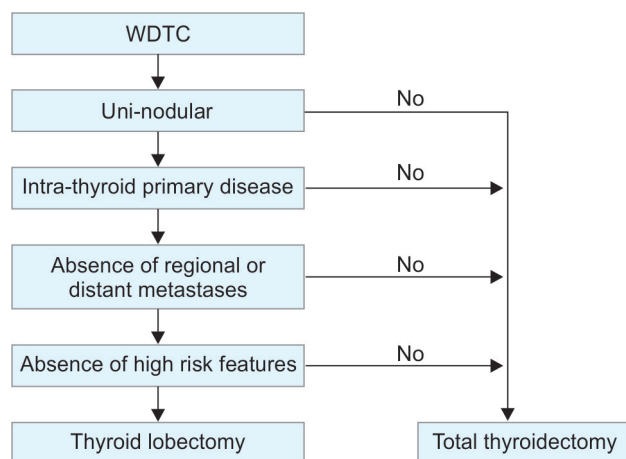 WDTC
Uni-nodular
No
Intra-thyroid primary disease
No
Absence of regional or
distant metastases
No
Absence of high risk features
No
Thyroid lobectomy
Total thyroidectomy